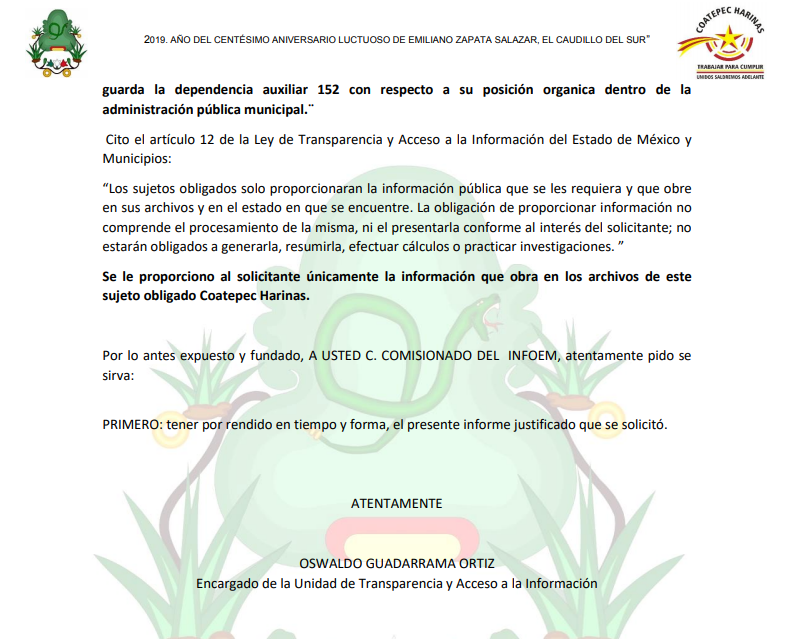 2019. AÑO DEL CENTÉSIMO ANIVERSARIO LUCTUOSO DE EMILIANO ZAPATA SALAZAR, EL CAUDILLO DEL SUR"
COATEPEC HARINAS
TRABAJAR PARA CUMPLIR
UNIDOS SALDREMOS ADELANTE
guarda la dependencia auxiliar 152 con respecto a su posición organica dentro de la
administración pública municipal.¨
Cito el artículo 12 de la Ley de Transparencia y Acceso a la Información del Estado de México y
Municipios:
“Los sujetos obligados solo proporcionaran la información pública que se les requiera y que obre
en sus archivos y en el estado en que se encuentre. La obligación de proporcionar información no
comprende el procesamiento de la misma, ni el presentarla conforme al interés del solicitante; no
estarán obligados a generarla, resumirla, efectuar cálculos o practicar investigaciones. ”
Se le proporciono al solicitante únicamente la información que obra en los archivos de este
sujeto obligado Coatepec Harinas.
Por lo antes expuesto y fundado, A USTED C. COMISIONADO DEL INFOEM, atentamente pido se
sirva:
PRIMERO: tener por rendido en tiempo y forma, el presente informe justificado que se solicitó.
ATENTAMENTE
OSWALDO GUADARRAMA ORTIZ
Encargado de la Unidad de Transparencia y Acceso a la Información